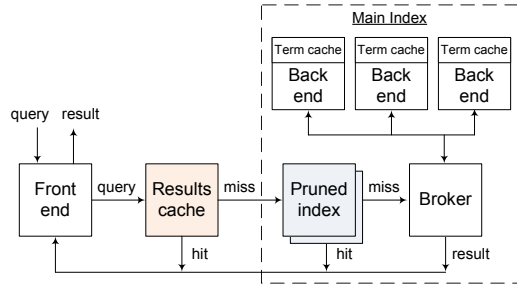 Main Index
Term cache Term cache Term cache
Back end Back end Back end
query result
Front end
query
Results cache
miss
Pruned index
miss
Broker
hit
hit
result